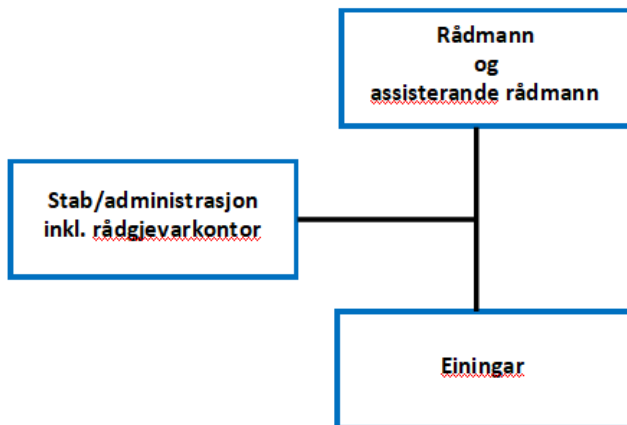 Rådmann
og
assisterande rådmann
Stab/administrasjon
inkl. rådgjevarkontor
Einingar